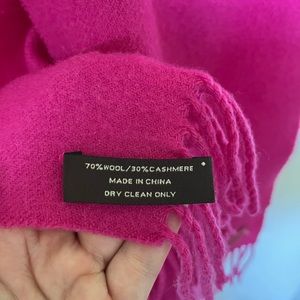 70%WOOL/30%CASHMERE
MADE IN CHINA
DRY CLEAN ONLY